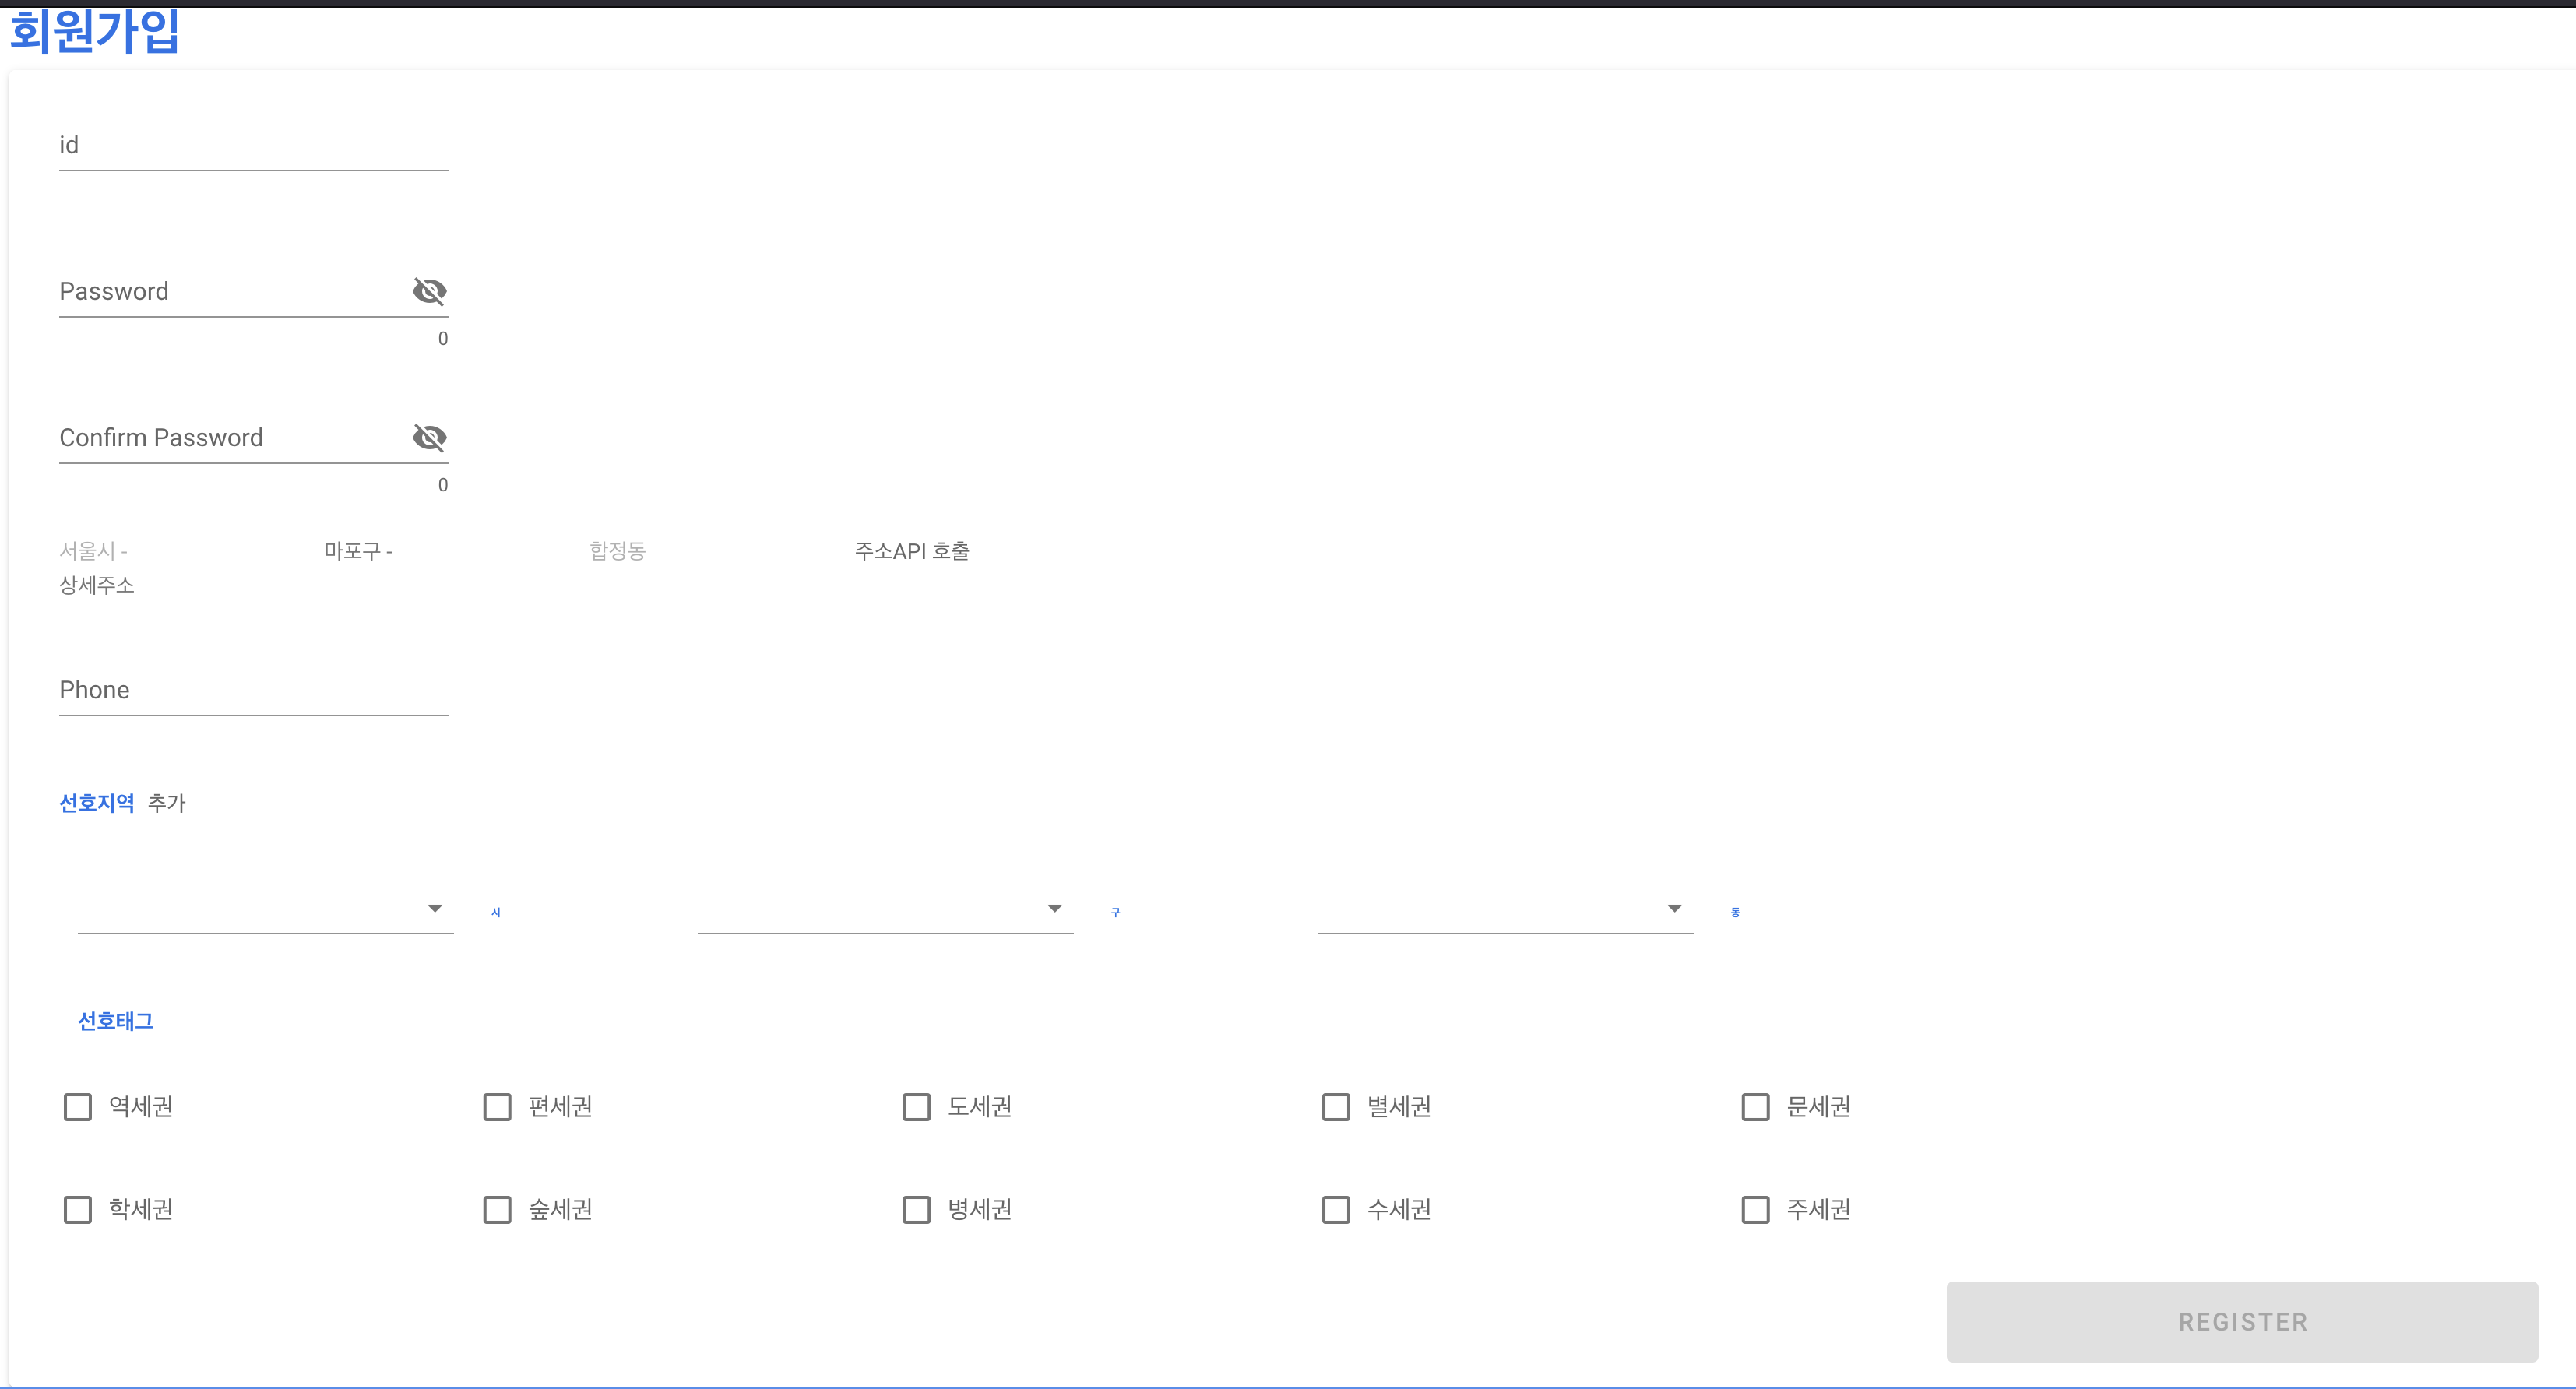 회원가입
id
Password
0
Confirm Password
0
서울시 - 마포구 - 합정동 주소API 호출
상세주소
Phone
선호지역 추가
시 구 동
선호태그
역세권 편세권 도세권 별세권 문세권
학세권 숲세권 병세권 수세권 주세권
REGISTER